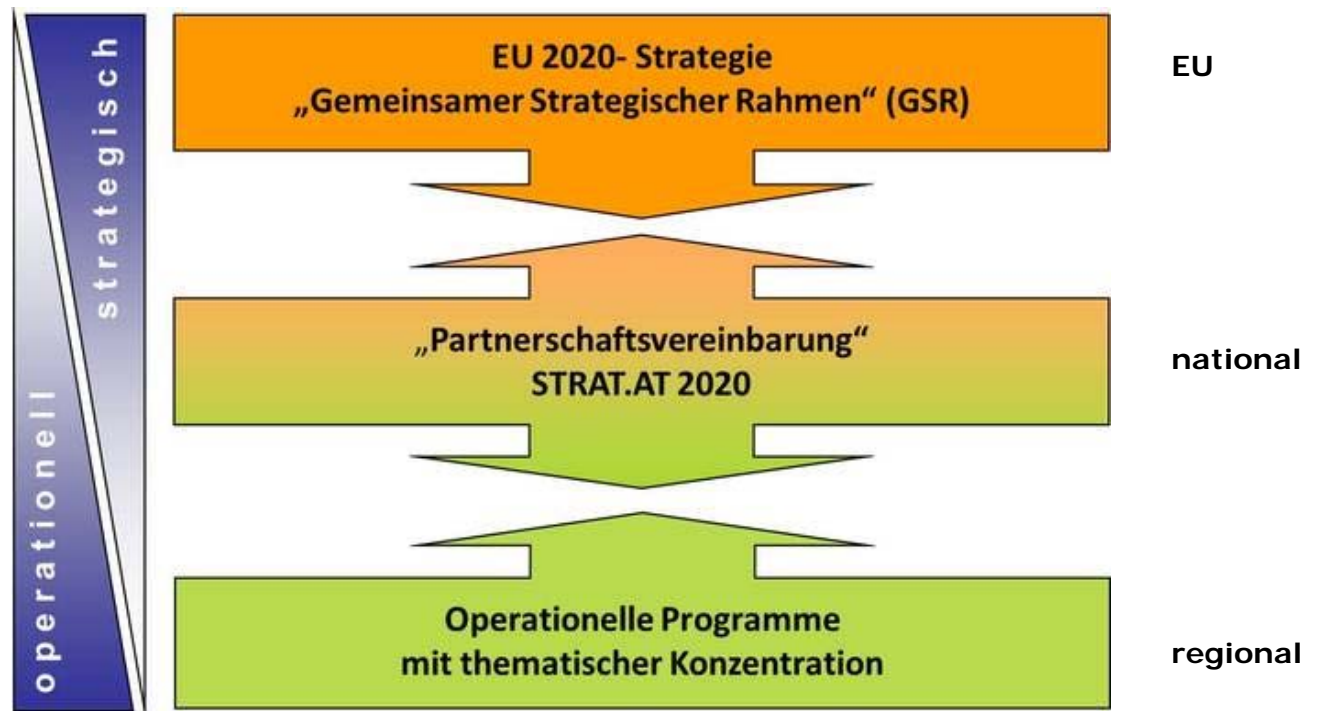 strategisch
operationell
EU 2020- Strategie
„Gemeinsamer Strategischer Rahmen“ (GSR)
EU
„Partnerschaftsvereinbarung“
STRAT.AT 2020
national
Operationelle Programme
mit thematischer Konzentration
regional